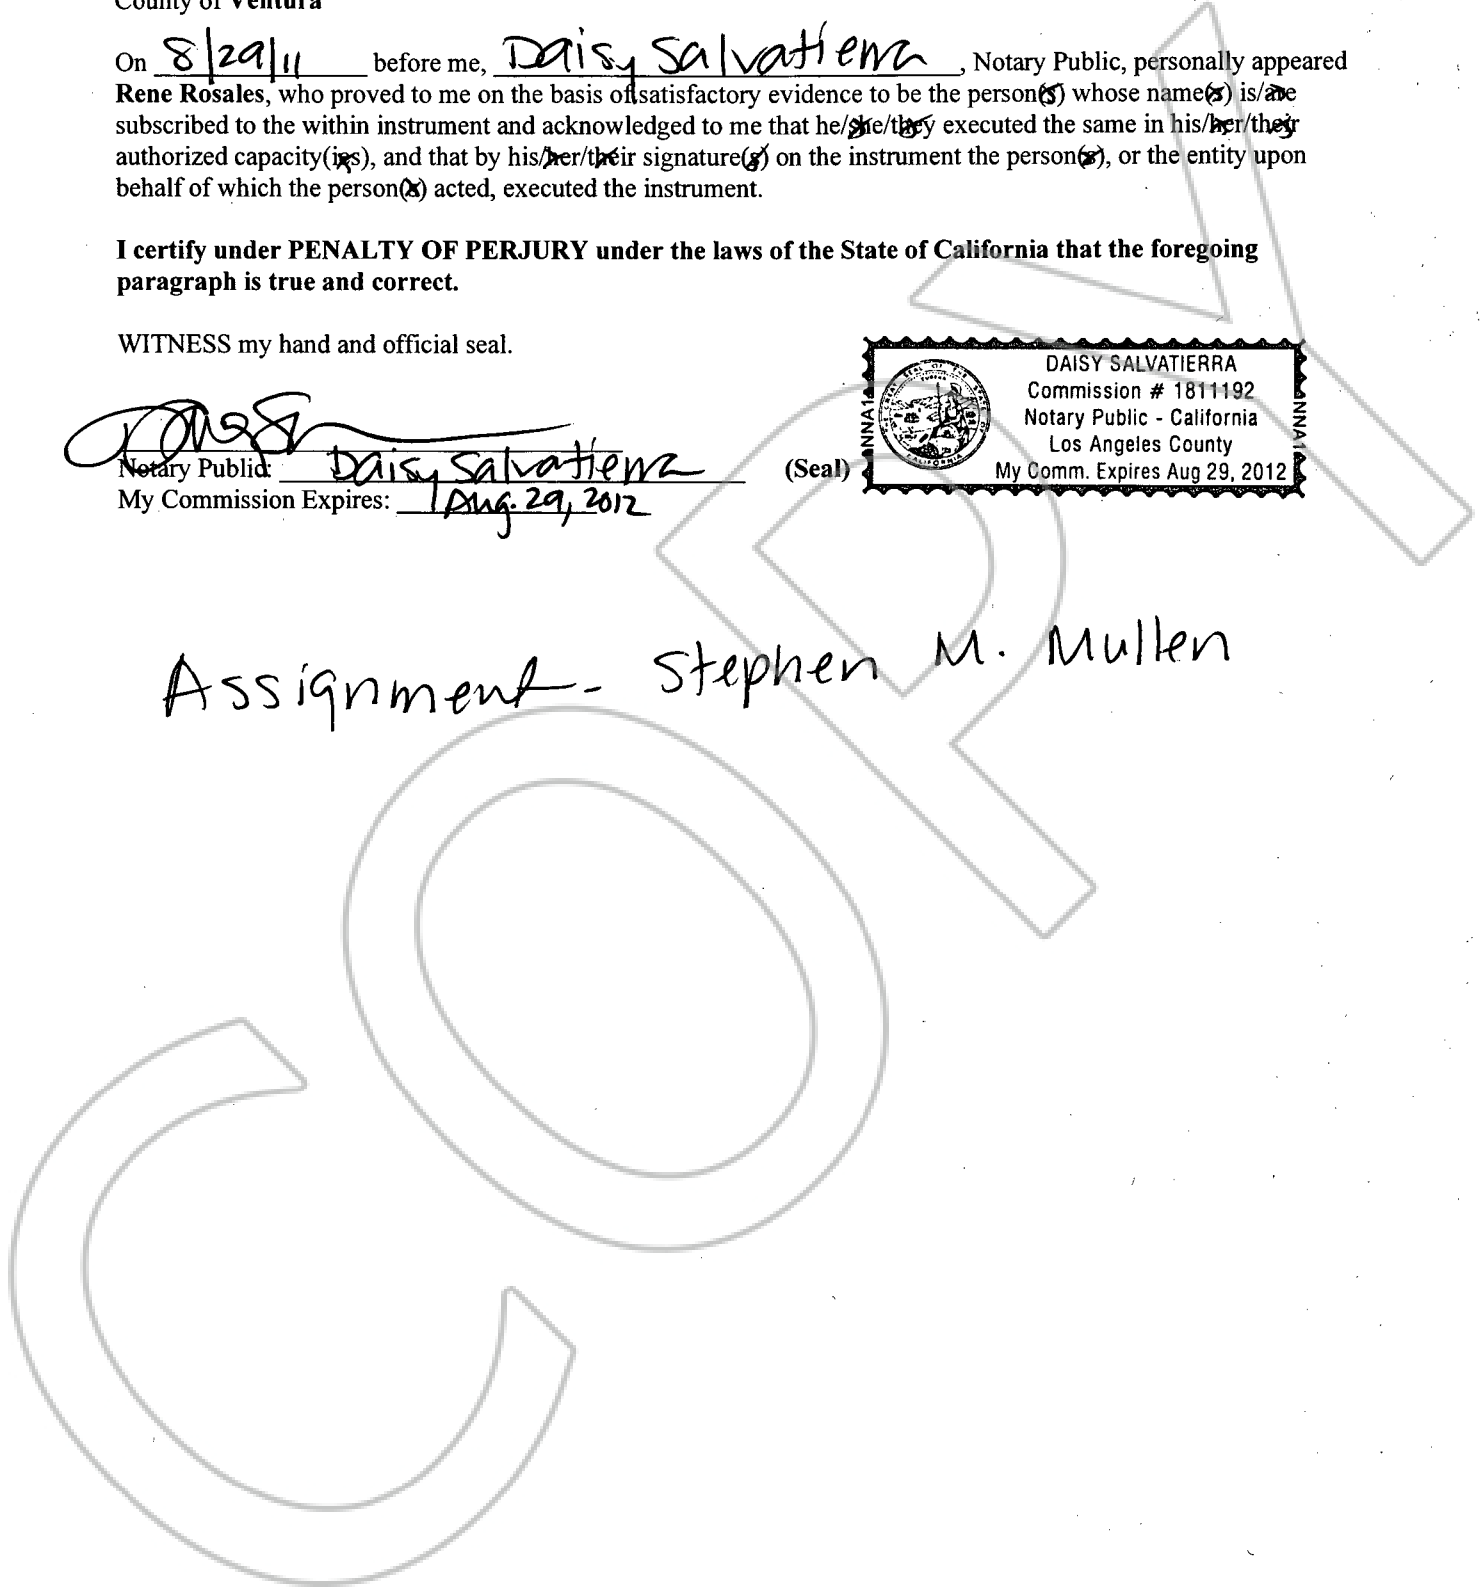 County of Ventura
On 8/29/11 before me, Daisy Salvatierra, Notary Public, personally appeared
Rene Rosales, who proved to me on the basis of satisfactory evidence to be the person(s) whose name(s) is/are
subscribed to the within instrument and acknowledged to me that he/she/they executed the same in his/her/their
authorized capacity(ies), and that by his/her/their signature(s) on the instrument the person(s), or the entity upon
behalf of which the person(s) acted, executed the instrument.
I certify under PENALTY OF PERJURY under the laws of the State of California that the foregoing
paragraph is true and correct.
WITNESS my hand and official seal.
Notary Public: Daisy Salvatierra
My Commission Expires: Aug. 29, 2012
(Seal)
NNA1
DAISY SALVATIERRA
Commission # 1811192
Notary Public - California
Los Angeles County
My Comm. Expires Aug 29, 2012
NNA1
Assignment - Stephen M. Mullen
COPY